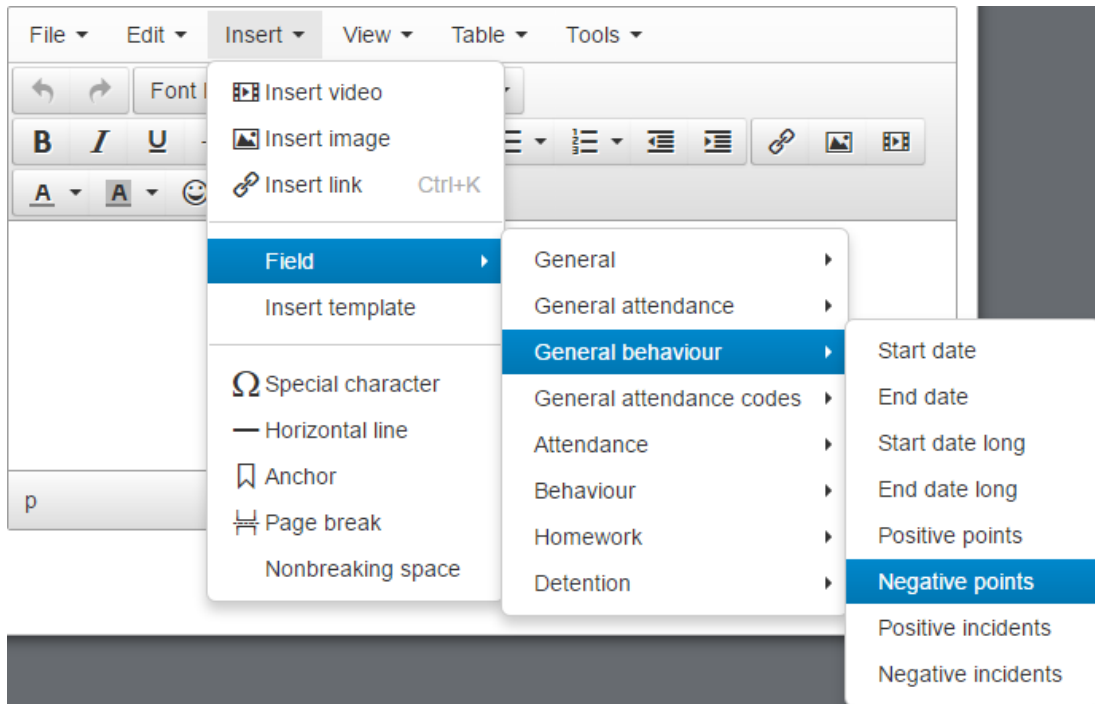 File Edit Insert View Table Tools
Font
B I U
A A
Insert video
Insert image
Insert link Ctrl+K
Field
Insert template
Ω Special character
Horizontal line
Anchor
Page break
Nonbreaking space
General
General attendance
General behaviour
General attendance codes
Attendance
Behaviour
Homework
Detention
Start date
End date
Start date long
End date long
Positive points
Negative points
Positive incidents
Negative incidents
p